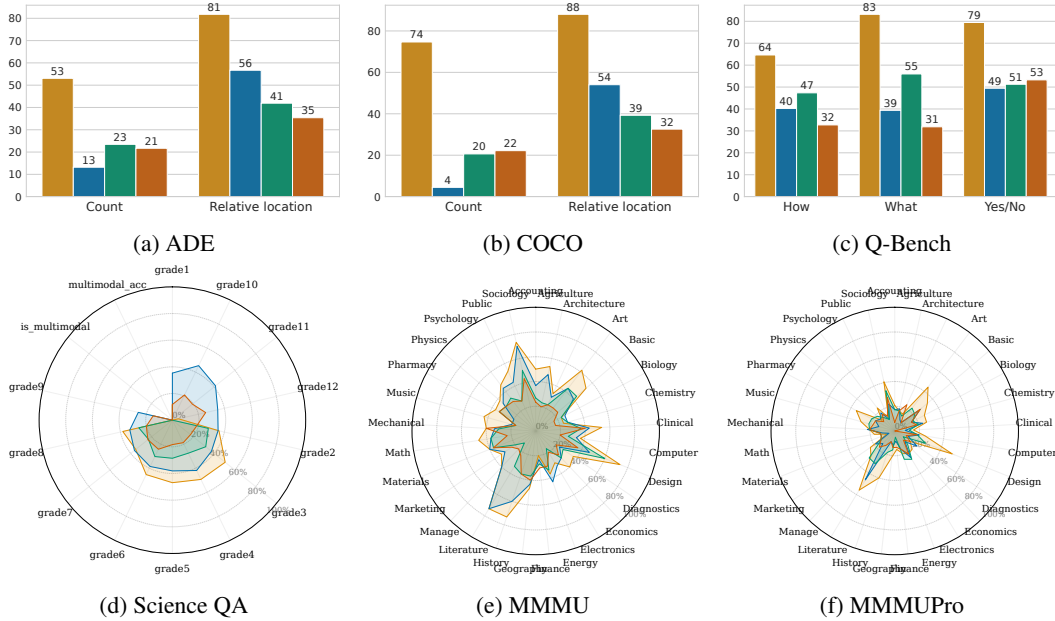 80
70
60
50
40
30
20
10
0
53
13
23
21
81
56
41
35
Count
Relative location
(a) ADE
80
60
40
20
0
74
4
20
22
88
54
39
32
Count
Relative location
(b) COCO
80
70
60
50
40
30
20
10
0
64
40
47
32
83
39
55
31
79
49
51
53
How
What
Yes/No
(c) Q-Bench
grade1
multimodal_acc
grade10
is_multimodal
grade11
grade9
grade12
grade8
grade2
grade7
grade3
grade6
grade4
grade5
0%
20%
40%
60%
80%
100%
(d) Science QA
Accounting
Sociology
Agriculture
Public
Architecture
Psychology
Art
Physics
Basic
Pharmacy
Biology
Music
Chemistry
Mechanical
Clinical
Math
Computer
Materials
Design
Marketing
Diagnostics
Manage
Economics
Literature
Electronics
History
Energy
Geography
Finance
0%
20%
40%
60%
80%
100%
(e) MMMU
Accounting
Sociology
Agriculture
Public
Architecture
Psychology
Art
Physics
Basic
Pharmacy
Biology
Music
Chemistry
Mechanical
Clinical
Math
Computer
Materials
Design
Marketing
Diagnostics
Manage
Economics
Literature
Electronics
History
Energy
Geography
Finance
40%
60%
80%
100%
(f) MMMUPro